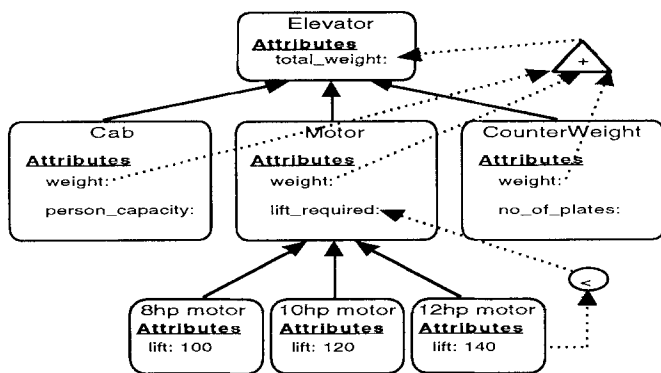 Elevator
Attributes
total_weight:
+
Cab
Attributes
weight:
person_capacity:
Motor
Attributes
weight:
lift_required:
CounterWeight
Attributes
weight:
no_of_plates:
<
8hp motor
Attributes
lift: 100
10hp motor
Attributes
lift: 120
12hp motor
Attributes
lift: 140